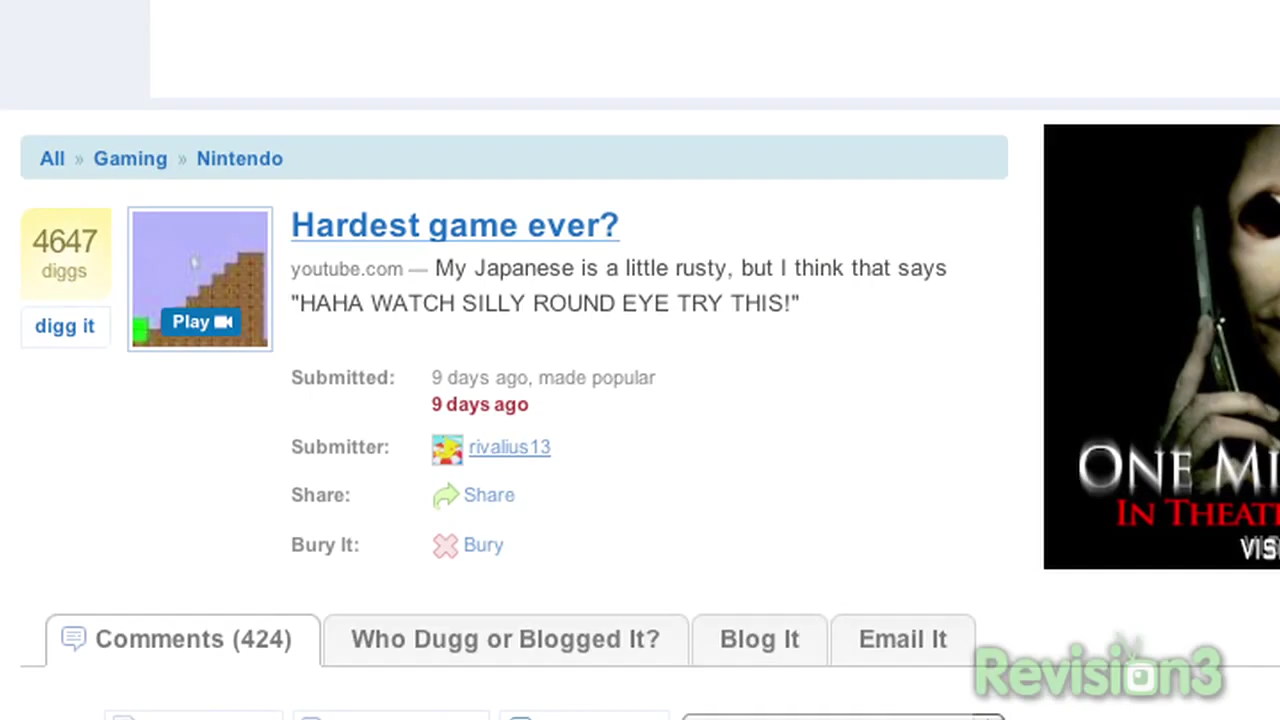 All » Gaming » Nintendo
4647
diggs
digg it
Play
Hardest game ever?
youtube.com — My Japanese is a little rusty, but I think that says
"HAHA WATCH SILLY ROUND EYE TRY THIS!"
Submitted: 9 days ago, made popular
9 days ago
Submitter: rivalius13
Share: Share
Bury It: Bury
ONE MI
IN THEAT
VIS
Comments (424) Who Dugg or Blogged It? Blog It Email It
Revision3